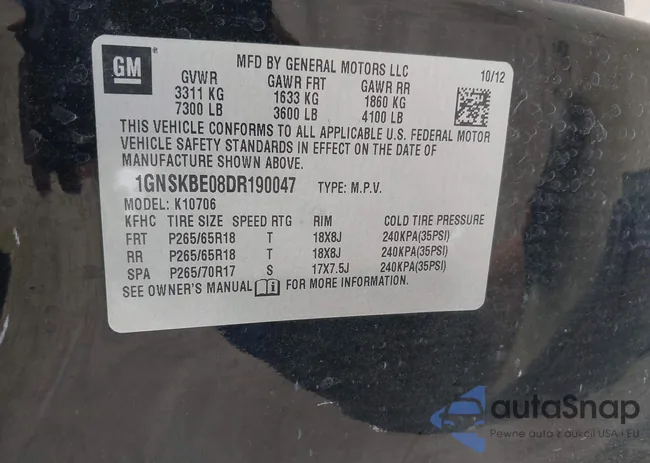 GM
MFD BY GENERAL MOTORS LLC
10/12
GVWR GAWR FRT GAWR RR
3311 KG 1633 KG 1860 KG
7300 LB 3600 LB 4100 LB
THIS VEHICLE CONFORMS TO ALL APPLICABLE U.S. FEDERAL MOTOR
VEHICLE SAFETY STANDARDS IN EFFECT ON THE DATE OF
MANUFACTURE SHOWN ABOVE.
1GNSKBE08DR190047 TYPE: M.P.V.
MODEL: K10706
KFHC TIRE SIZE SPEED RTG RIM COLD TIRE PRESSURE
FRT P265/65R18 T 18X8J 240KPA(35PSI)
RR P265/65R18 T 18X8J 240KPA(35PSI)
SPA P265/70R17 S 17X7.5J 240KPA(35PSI)
SEE OWNER'S MANUAL i FOR MORE INFORMATION.
autaSnap
Pewne auta z aukcji USA i EU